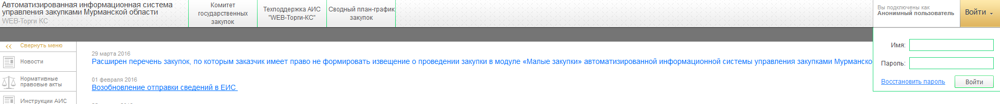 Автоматизированная информационная система
управления закупками Мурманской области
WEB-Торги КС
Комитет
государственных
закупок
Техподдержка АИС
"WEB-Торги-КС"
Сводный план-график
закупок
Вы подключены как
Анонимный пользователь
Войти
Имя:
Пароль:
Восстановить пароль
Войти
Свернуть меню
Новости
Нормативные
правовые акты
Инструкции АИС
29 марта 2016
Расширен перечень закупок, по которым заказчик имеет право не формировать извещение о проведении закупки в модуле «Малые закупки» автоматизированной информационной системы управления закупками Мурманско
01 февраля 2016
Возобновление отправки сведений в ЕИС